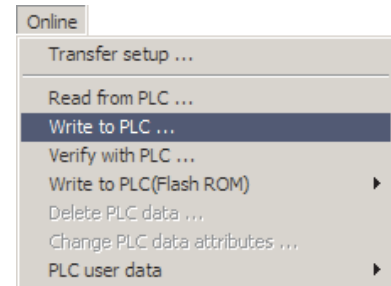 Online
Transfer setup ...
Read from PLC ...
Write to PLC ...
Verify with PLC ...
Write to PLC(Flash ROM)
Delete PLC data ...
Change PLC data attributes ...
PLC user data